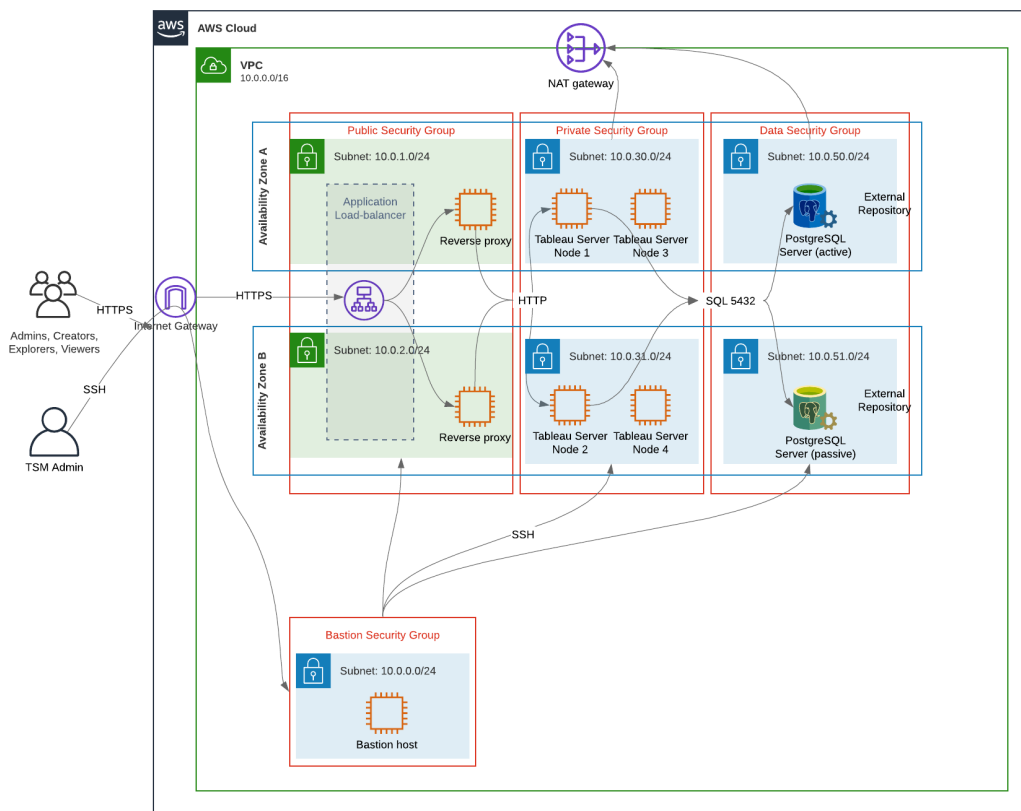 aws
AWS Cloud
VPC
10.0.0.0/16
NAT gateway
Public Security Group
Private Security Group
Data Security Group
Availability Zone A
Subnet: 10.0.1.0/24
Subnet: 10.0.30.0/24
Subnet: 10.0.50.0/24
Application
Load-balancer
Reverse proxy
Tableau Server
Node 1
Tableau Server
Node 3
External
Repository
PostgreSQL
Server (active)
HTTPS
Admins, Creators,
Explorers, Viewers
Internet Gateway
HTTPS
HTTP
SQL 5432
SSH
TSM Admin
Availability Zone B
Subnet: 10.0.2.0/24
Subnet: 10.0.31.0/24
Subnet: 10.0.51.0/24
Reverse proxy
Tableau Server
Node 2
Tableau Server
Node 4
External
Repository
PostgreSQL
Server (passive)
SSH
Bastion Security Group
Subnet: 10.0.0.0/24
Bastion host